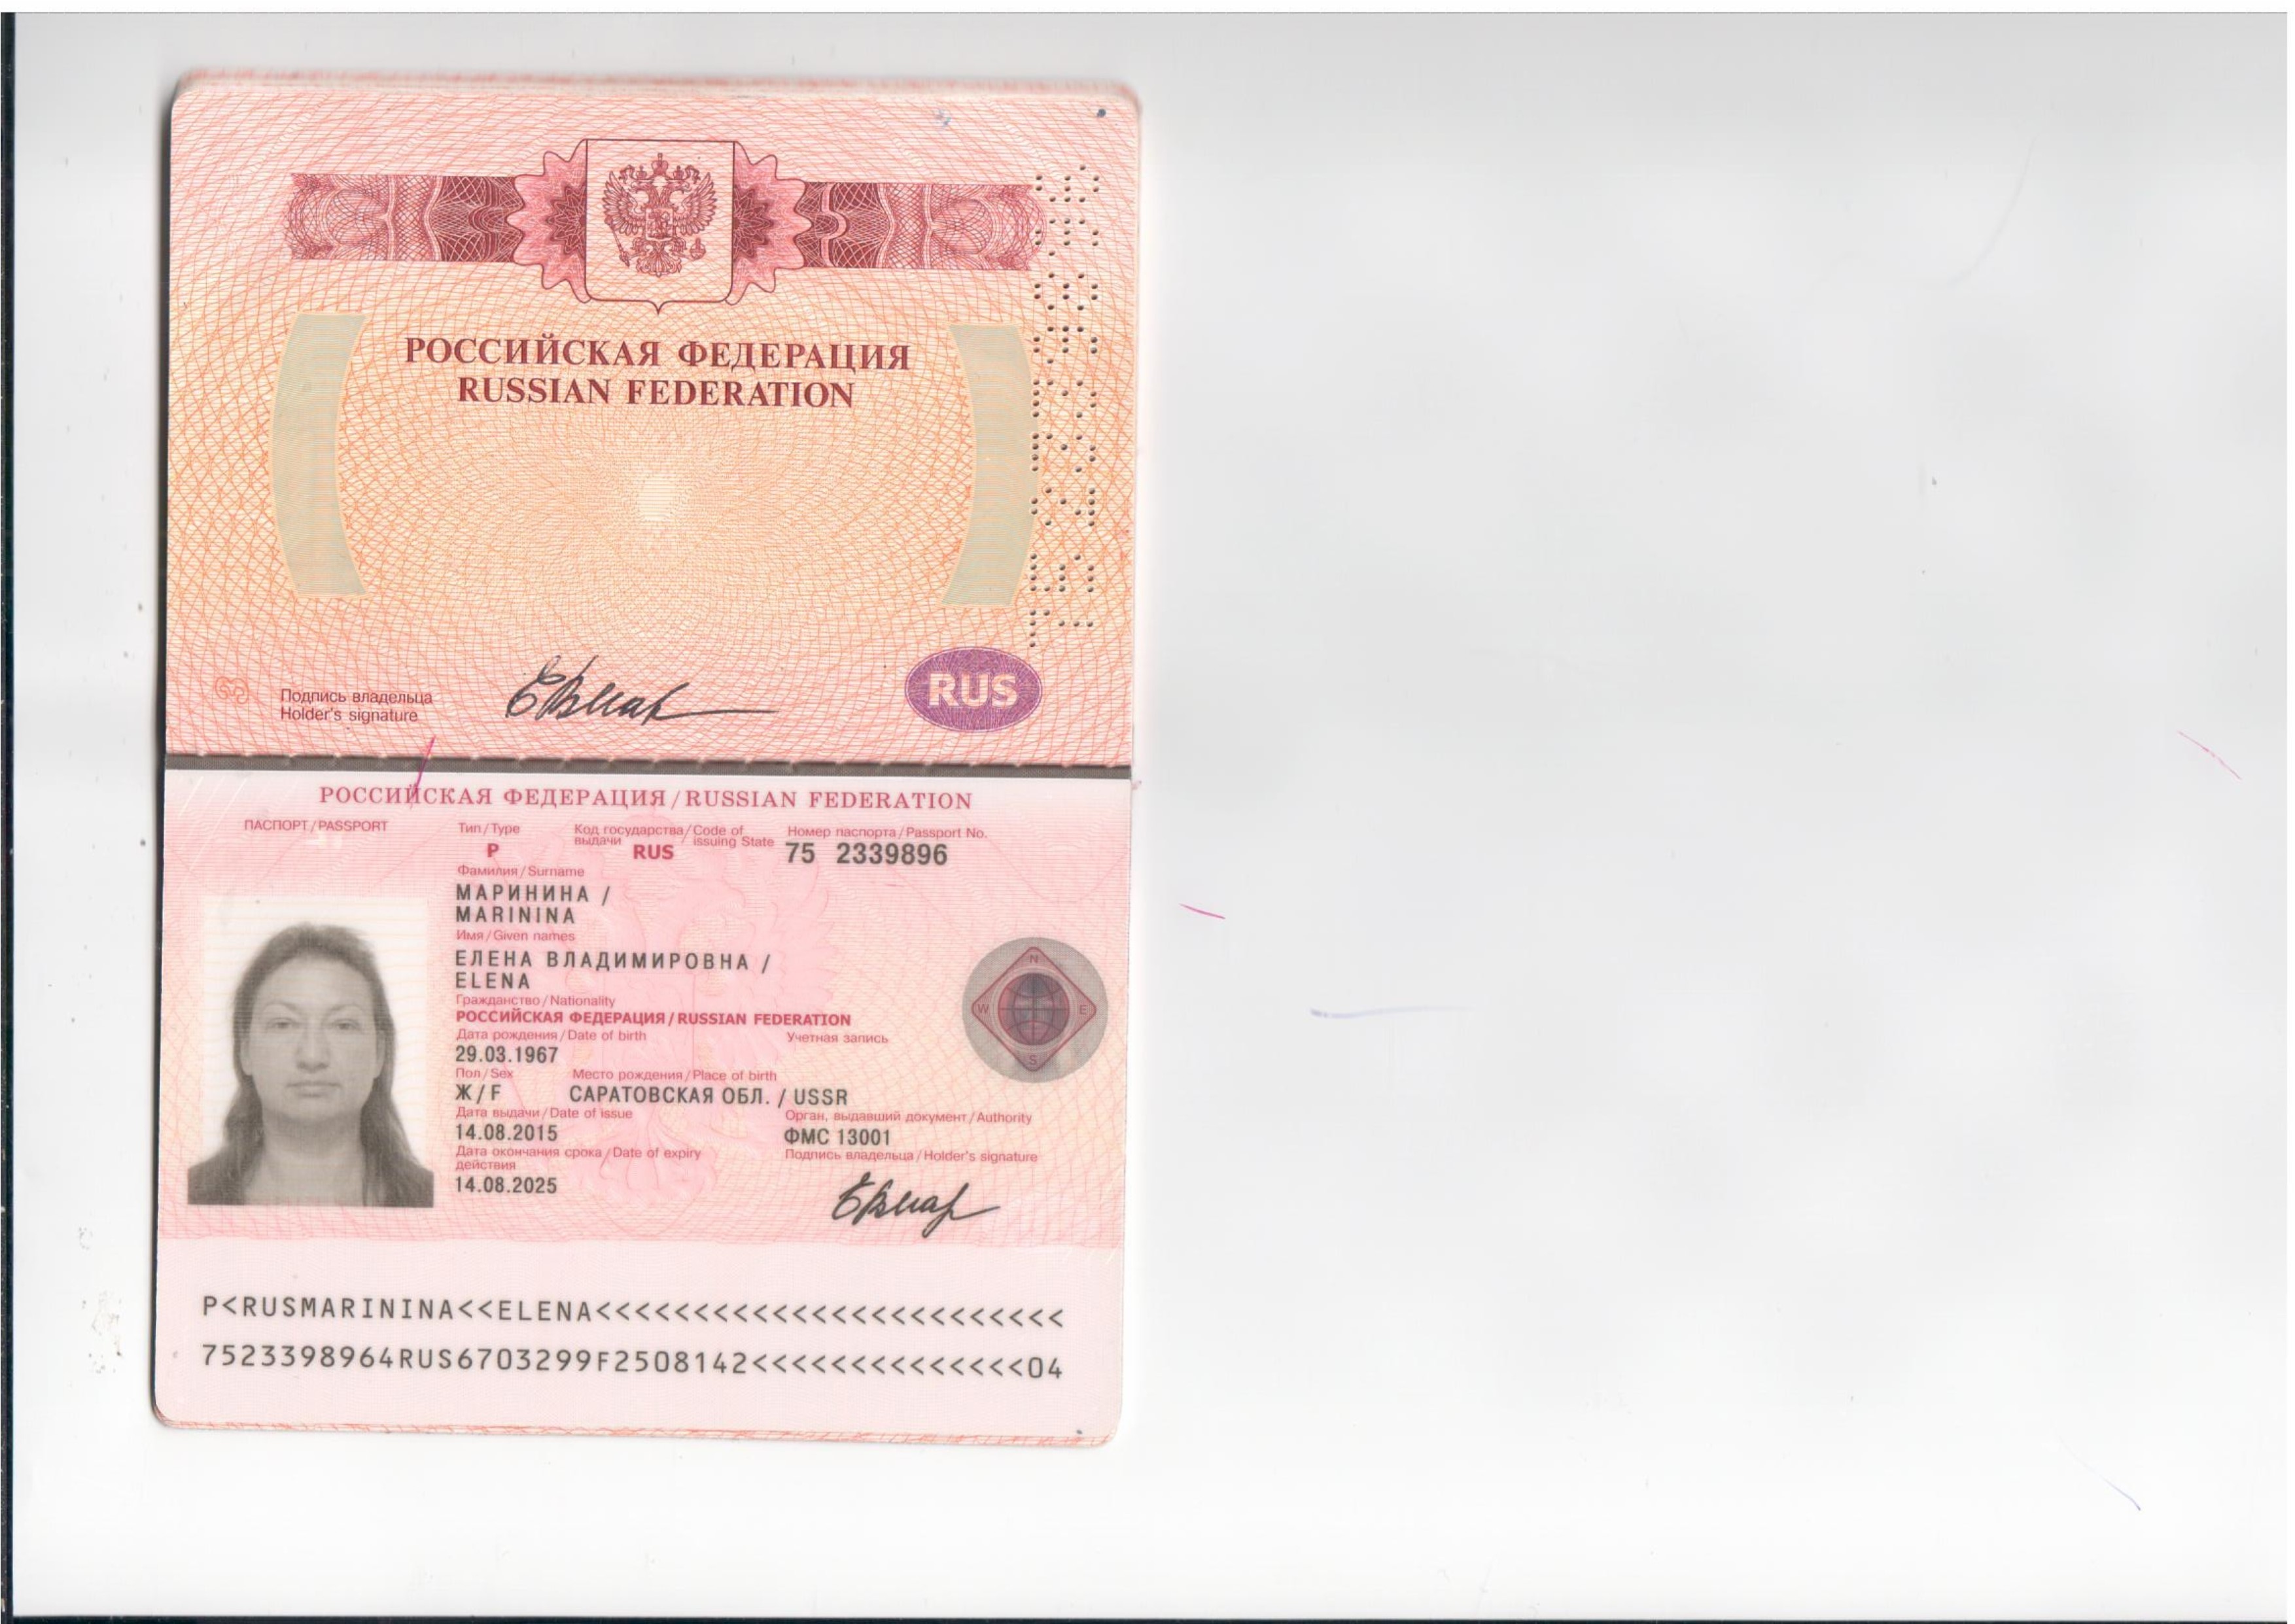 РОССИЙСКАЯ ФЕДЕРАЦИЯ
RUSSIAN FEDERATION
75 2339896
Подпись владельца
Holder's signature
RUS
РОССИЙСКАЯ ФЕДЕРАЦИЯ/RUSSIAN FEDERATION
ПАСПОРТ/PASSPORT
Тип/Type
P
Код государства/Code of
выдачи / issuing State
RUS
Номер паспорта/Passport No.
75 2339896
Фамилия/Surname
МАРИНИНА /
MARININA
Имя/Given names
ЕЛЕНА ВЛАДИМИРОВНА /
ELENA
Гражданство/Nationality
РОССИЙСКАЯ ФЕДЕРАЦИЯ/RUSSIAN FEDERATION
Дата рождения/Date of birth
Учетная запись
29.03.1967
Пол/Sex
Место рождения/Place of birth
Ж/F
САРАТОВСКАЯ ОБЛ. / USSR
Дата выдачи/Date of issue
Орган, выдавший документ/Authority
14.08.2015
ФМС 13001
Дата окончания срока/Date of expiry
действия
Подпись владельца/Holder's signature
14.08.2025
N
W
E
S
P<RUSMARININA<<ELENA<<<<<<<<<<<<<<<<<<<<<<<<
7523398964RUS6703299F2508142<<<<<<<<<<<<<<04